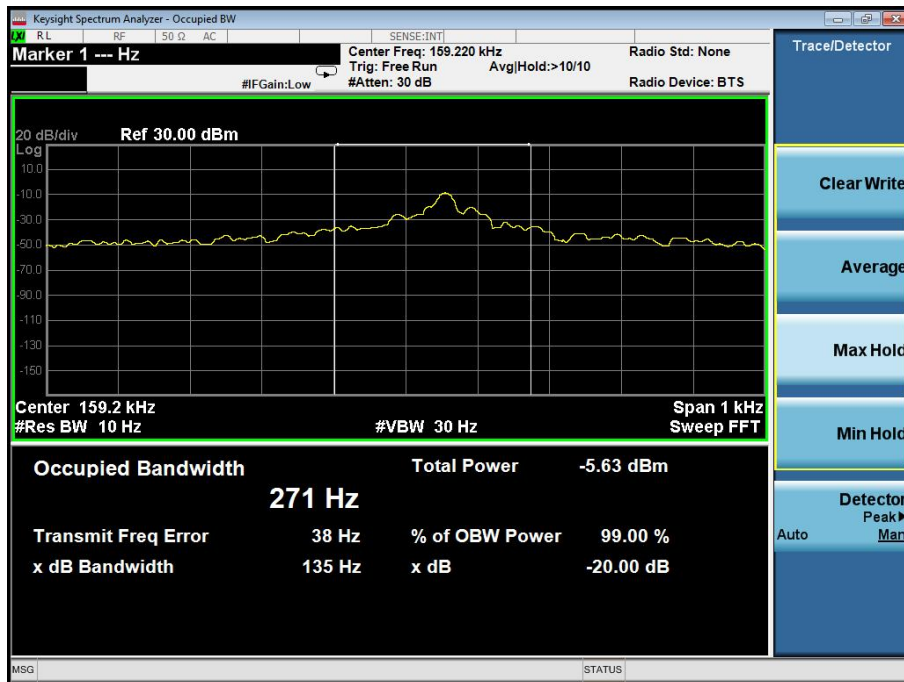 Keysight Spectrum Analyzer - Occupied BW
LXI RL RF 50 Ω AC SENSE:INT
Marker 1 --- Hz
Center Freq: 159.220 kHz Radio Std: None
Trig: Free Run Avg|Hold:>10/10
#IFGain:Low #Atten: 30 dB Radio Device: BTS
Trace/Detector
20 dB/div Ref 30.00 dBm
Log
10.0
-10.0
-30.0
-50.0
-70.0
-90.0
-110
-130
-150
Center 159.2 kHz Span 1 kHz
#Res BW 10 Hz #VBW 30 Hz Sweep FFT
Occupied Bandwidth Total Power -5.63 dBm
271 Hz
Transmit Freq Error 38 Hz % of OBW Power 99.00 %
x dB Bandwidth 135 Hz x dB -20.00 dB
Clear Write
Average
Max Hold
Min Hold
Detector
Peak▶
Auto Man
MSG STATUS